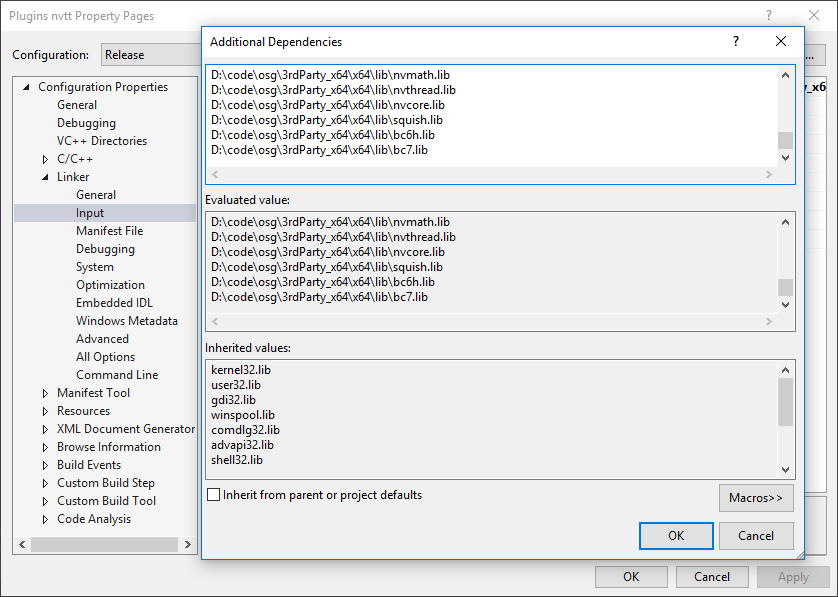 Plugins nvtt Property Pages
?
Configuration:
Release
...
Configuration Properties
General
Debugging
VC++ Directories
C/C++
Linker
General
Input
Manifest File
Debugging
System
Optimization
Embedded IDL
Windows Metadata
Advanced
All Options
Command Line
Manifest Tool
Resources
XML Document Generator
Browse Information
Build Events
Custom Build Step
Custom Build Tool
Code Analysis
y_x6
Additional Dependencies
?
D:\code\osg\3rdParty_x64\x64\lib\nvmath.lib
D:\code\osg\3rdParty_x64\x64\lib\nvthread.lib
D:\code\osg\3rdParty_x64\x64\lib\nvcore.lib
D:\code\osg\3rdParty_x64\x64\lib\squish.lib
D:\code\osg\3rdParty_x64\x64\lib\bc6h.lib
D:\code\osg\3rdParty_x64\x64\lib\bc7.lib
Evaluated value:
D:\code\osg\3rdParty_x64\x64\lib\nvmath.lib
D:\code\osg\3rdParty_x64\x64\lib\nvthread.lib
D:\code\osg\3rdParty_x64\x64\lib\nvcore.lib
D:\code\osg\3rdParty_x64\x64\lib\squish.lib
D:\code\osg\3rdParty_x64\x64\lib\bc6h.lib
D:\code\osg\3rdParty_x64\x64\lib\bc7.lib
Inherited values:
kernel32.lib
user32.lib
gdi32.lib
winspool.lib
comdlg32.lib
advapi32.lib
shell32.lib
Inherit from parent or project defaults
Macros>>
OK
Cancel
OK
Cancel
Apply